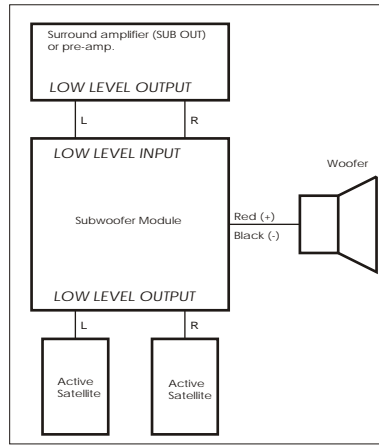 Surround amplifier (SUB OUT)
or pre-amp.
LOW LEVEL OUTPUT
L
R
LOW LEVEL INPUT
Woofer
Subwoofer Module
Red (+)
Black (-)
LOW LEVEL OUTPUT
L
R
Active
Satellite
Active
Satellite